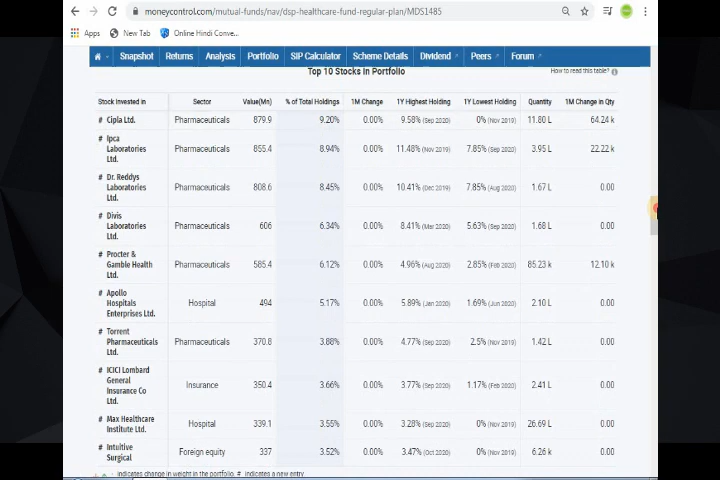 moneycontrol.com/mutual-funds/nav/dsp-healthcare-fund-regular-plan/MDS1485
Apps New Tab Online Hindi Conve...
Snapshot Returns Analysis Portfolio SIP Calculator Scheme Details Dividend Peers Forum
Top 10 Stocks in Portfolio
How to read this table?
Stock Invested in Sector Value(Mn) % of Total Holdings 1M Change 1Y Highest Holding 1Y Lowest Holding Quantity 1M Change in Qty
# Cipla Ltd. Pharmaceuticals 879.9 9.20% 0.00% 9.58% (Sep 2020) 0% (Nov 2019) 11.80 L 64.24 k
# Ipca
Laboratories Pharmaceuticals 855.4 8.94% 0.00% 11.48% (Nov 2019) 7.85% (Sep 2020) 3.95 L 22.22 k
Ltd.
# Dr. Reddys
Laboratories Pharmaceuticals 808.6 8.45% 0.00% 10.41% (Dec 2019) 7.85% (Aug 2020) 1.67 L 0.00
Ltd.
# Divis
Laboratories Pharmaceuticals 606 6.34% 0.00% 8.41% (Mar 2020) 5.63% (Sep 2020) 1.68 L 0.00
Ltd.
# Procter &
Gamble Health Pharmaceuticals 585.4 6.12% 0.00% 4.96% (Aug 2020) 2.85% (Feb 2020) 85.23 k 12.10 k
Ltd.
# Apollo
Hospitals Hospital 494 5.17% 0.00% 5.89% (Jan 2020) 1.69% (Jun 2020) 2.10 L 0.00
Enterprises Ltd.
# Torrent
Pharmaceuticals Pharmaceuticals 370.8 3.88% 0.00% 4.77% (Sep 2020) 2.5% (Nov 2019) 1.42 L 0.00
Ltd.
# ICICI Lombard
General
Insurance Co Insurance 350.4 3.66% 0.00% 3.77% (Sep 2020) 1.17% (Feb 2020) 2.41 L 0.00
Ltd.
# Max Healthcare
Institute Ltd. Hospital 339.1 3.55% 0.00% 3.28% (Sep 2020) 0% (Nov 2019) 26.69 L 0.00
# Intuitive
Surgical Foreign equity 337 3.52% 0.00% 3.47% (Oct 2020) 0% (Nov 2019) 6.26 k 0.00
indicates change in weight in the portfolio. # indicates a new entry.